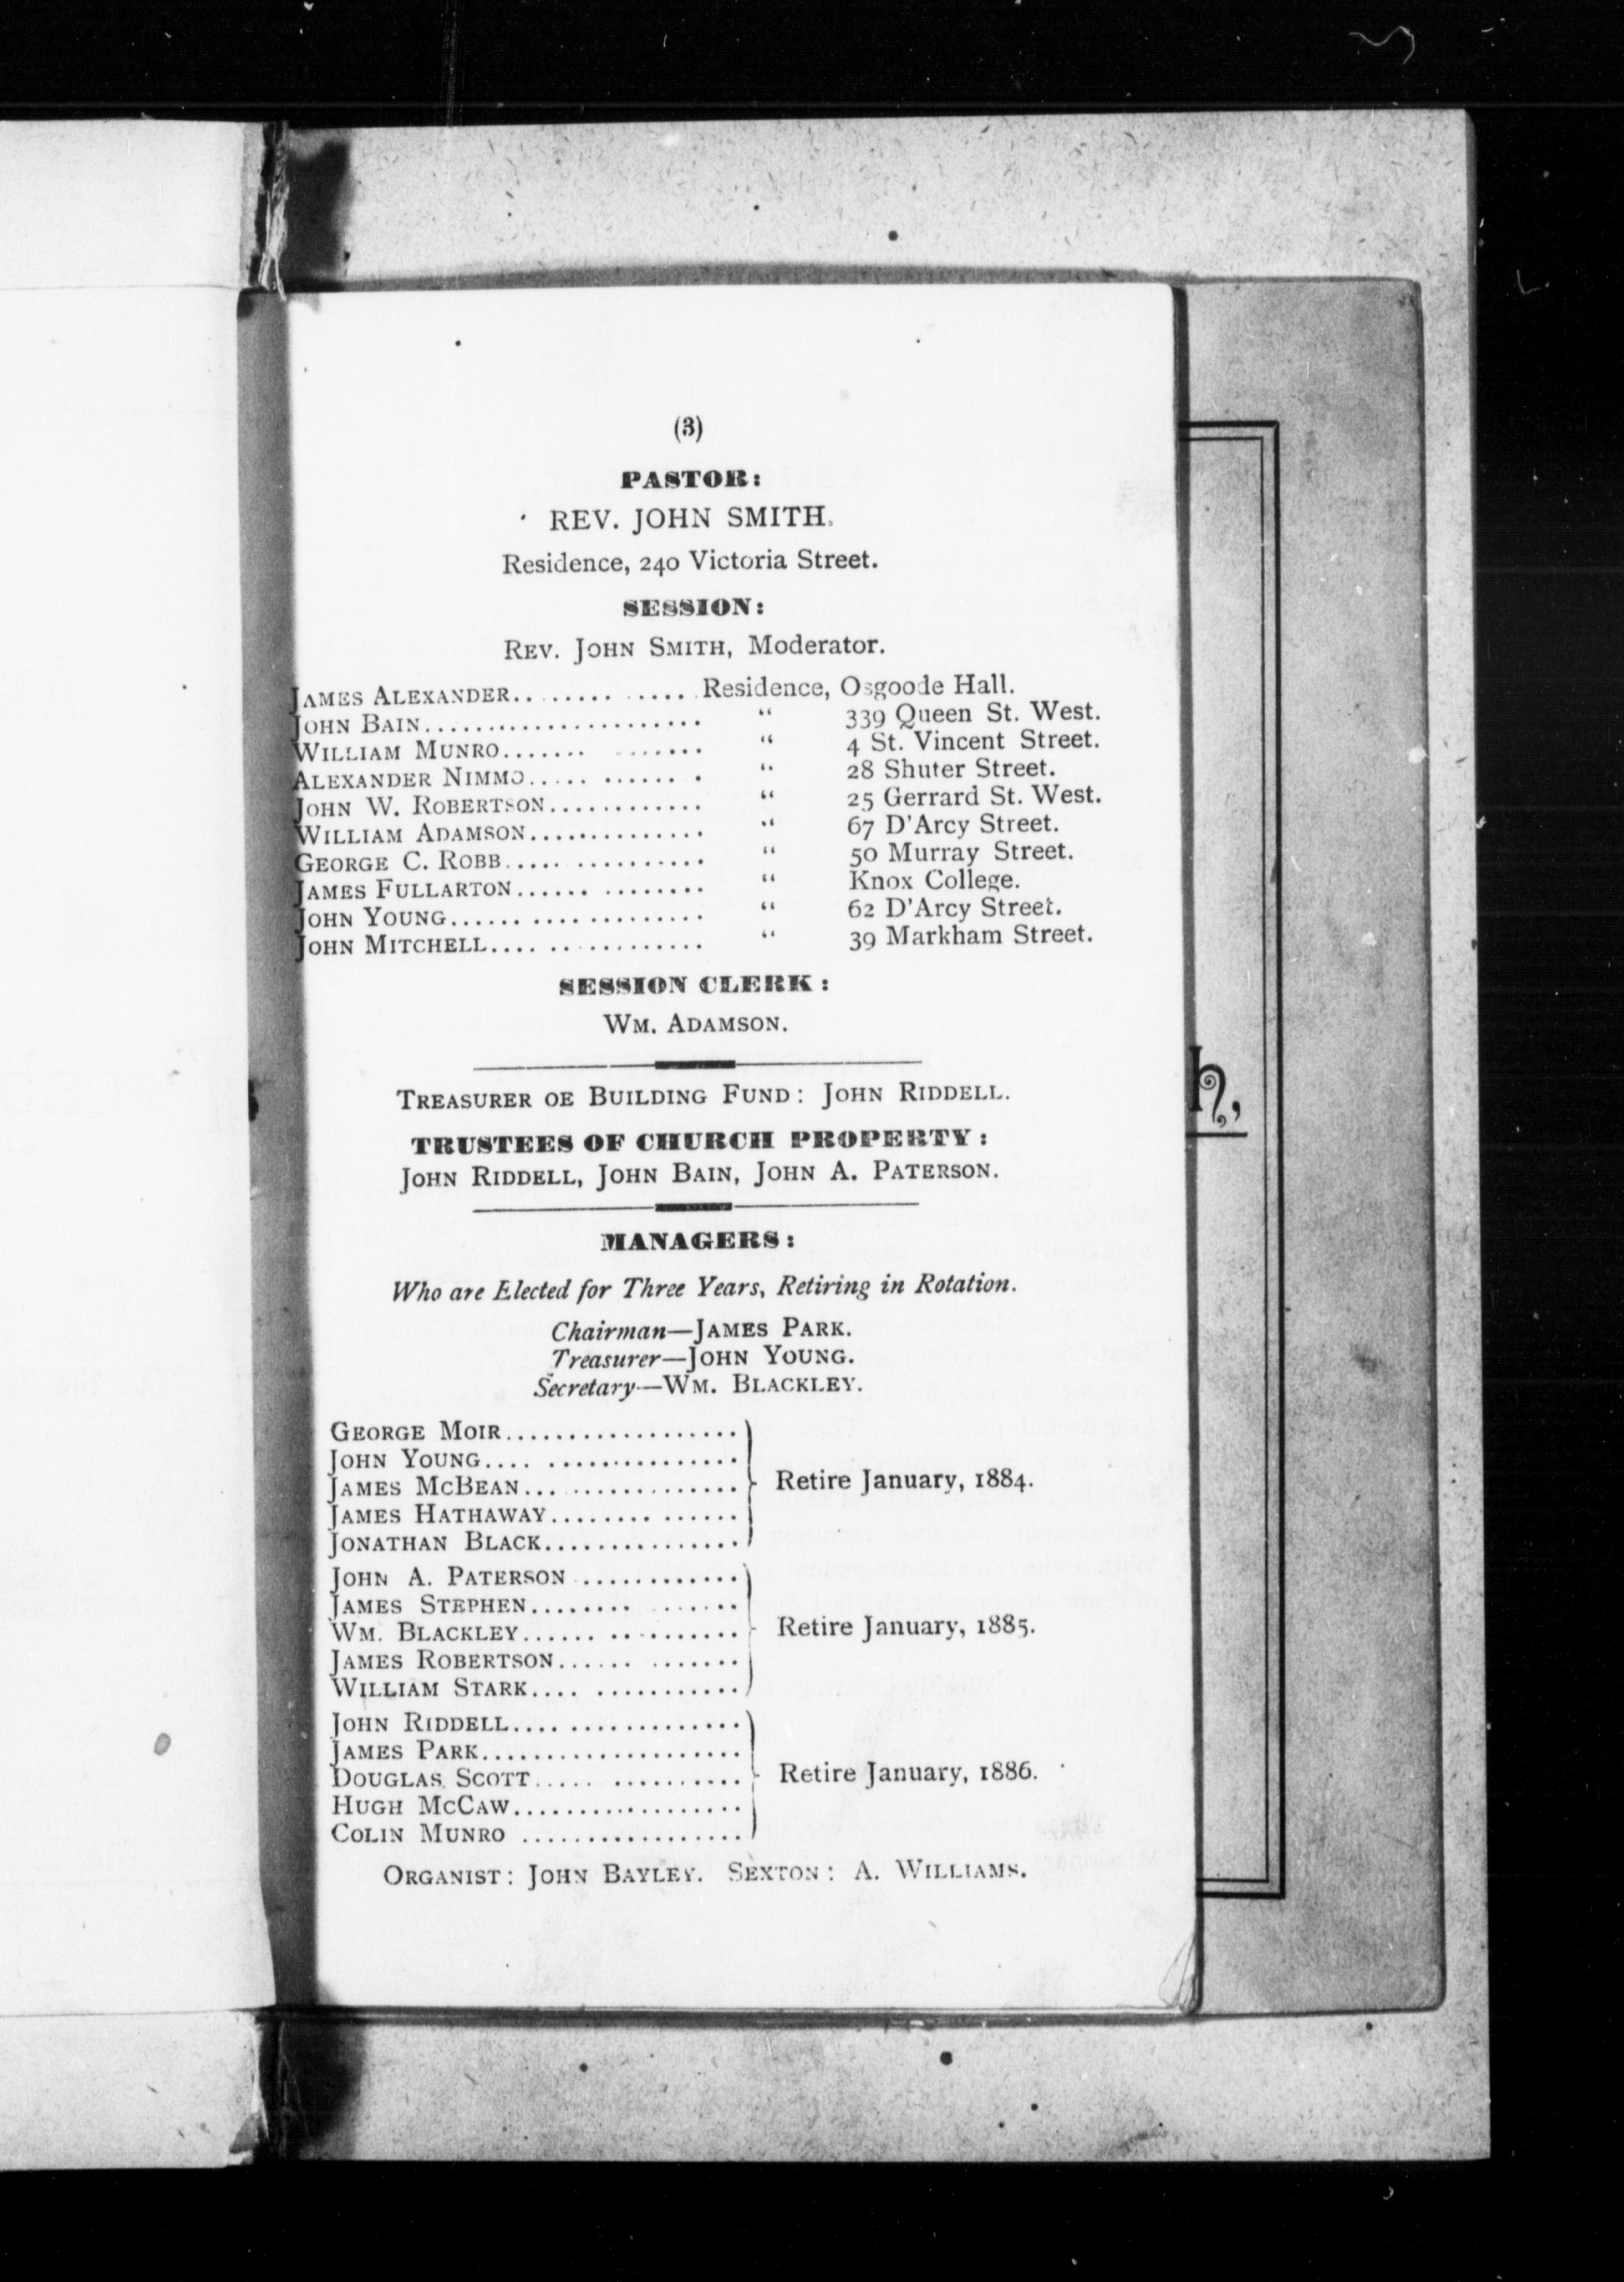 (3)
PASTOR:
REV. JOHN SMITH.
Residence, 240 Victoria Street.
SESSION:
REV. JOHN SMITH, Moderator.
JAMES ALEXANDER............. Residence, Osgoode Hall.
JOHN BAIN...................... " 339 Queen St. West.
WILLIAM MUNRO.............. " 4 St. Vincent Street.
ALEXANDER NIMMO............ " 28 Shuter Street.
JOHN W. ROBERTSON............ " 25 Gerrard St. West.
WILLIAM ADAMSON.............. " 67 D'Arcy Street.
GEORGE C. ROBB................ " 50 Murray Street.
JAMES FULLARTON.............. " Knox College.
JOHN YOUNG.................... " 62 D'Arcy Street.
JOHN MITCHELL................ " 39 Markham Street.
SESSION CLERK:
WM. ADAMSON.
TREASURER OE BUILDING FUND: JOHN RIDDELL.
TRUSTEES OF CHURCH PROPERTY:
JOHN RIDDELL, JOHN BAIN, JOHN A. PATERSON.
MANAGERS:
Who are Elected for Three Years, Retiring in Rotation.
Chairman—JAMES PARK.
Treasurer—JOHN YOUNG.
Secretary—WM. BLACKLEY.
GEORGE MOIR...................
JOHN YOUNG...................
JAMES MCBEAN................. Retire January, 1884.
JAMES HATHAWAY..............
JONATHAN BLACK...............
JOHN A. PATERSON ............
JAMES STEPHEN..............
WM. BLACKLEY................ Retire January, 1885.
JAMES ROBERTSON.............
WILLIAM STARK...............
JOHN RIDDELL..................
JAMES PARK....................
DOUGLAS SCOTT............... Retire January, 1886.
HUGH MCCAW..................
COLIN MUNRO .................
ORGANIST: JOHN BAYLEY. SEXTON: A. WILLIAMS.
h,